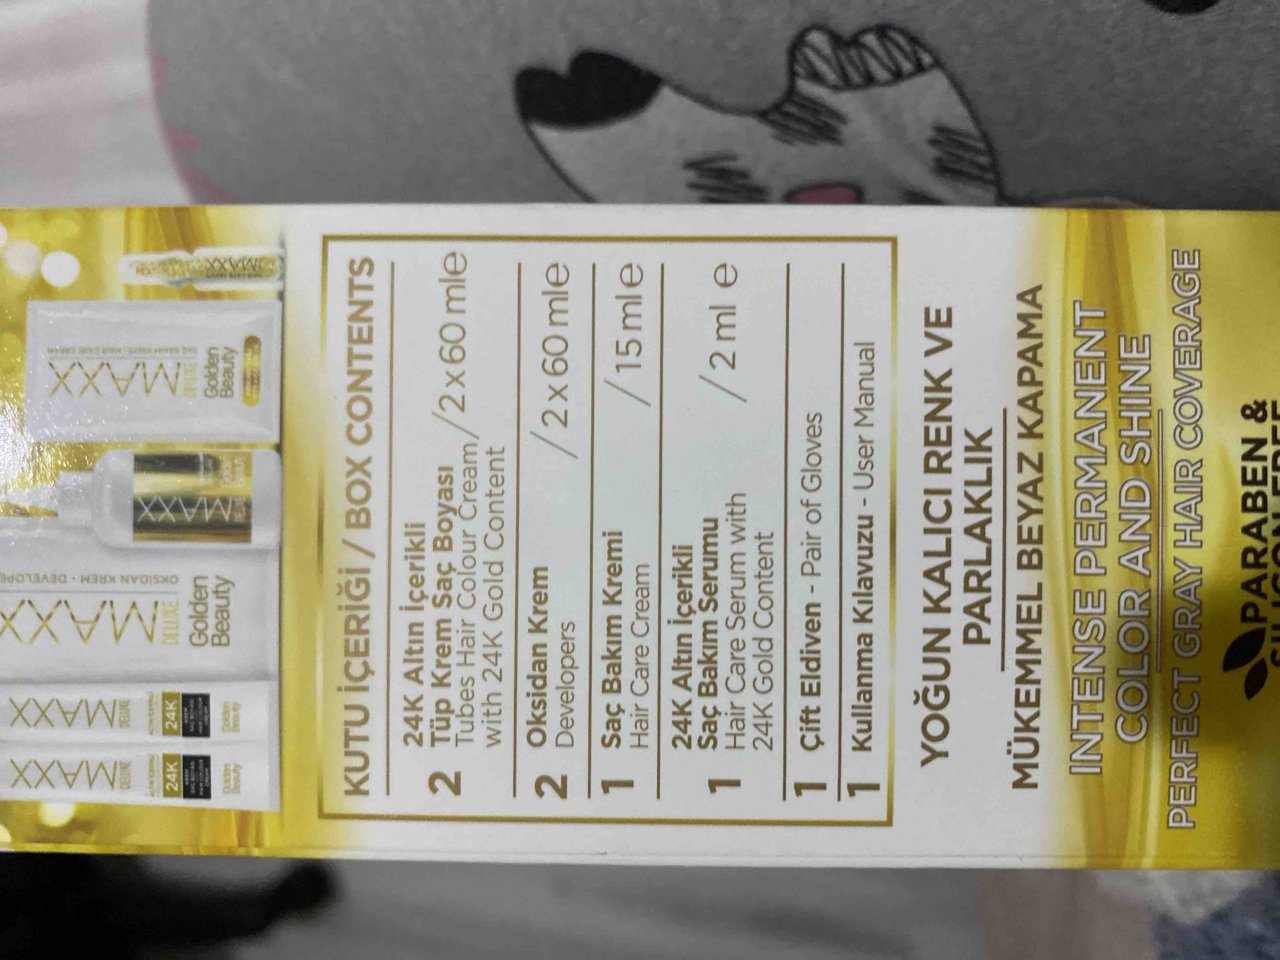 MAXX
DELUXE
24K
Golden
Beauty
MAXX
DELUXE
24K
Golden
Beauty
MAXX
DELUXE
OKSİDAN KREM - DEVELOPE
Golden
Beauty
MAXX
MAXX
DELUXE
Golden
Beauty
MAXX
KUTU İÇERİĞİ / BOX CONTENTS
2 24K Altın İçerikli
Tüp Krem Saç Boyası
Tubes Hair Colour Cream / 2x60 ml e
with 24K Gold Content
2 Oksidan Krem / 2 x 60 ml e
Developers
1 Saç Bakım Kremi / 15 ml e
Hair Care Cream
1 24K Altın İçerikli
Saç Bakım Serumu / 2 ml e
Hair Care Serum with
24K Gold Content
1 Çift Eldiven - Pair of Gloves
1 Kullanma Kılavuzu - User Manual
YOĞUN KALICI RENK VE
PARLAKLIK
MÜKEMMEL BEYAZ KAPAMA
INTENSE PERMANENT
COLOR AND SHINE
PERFECT GRAY HAIR COVERAGE
PARABEN &